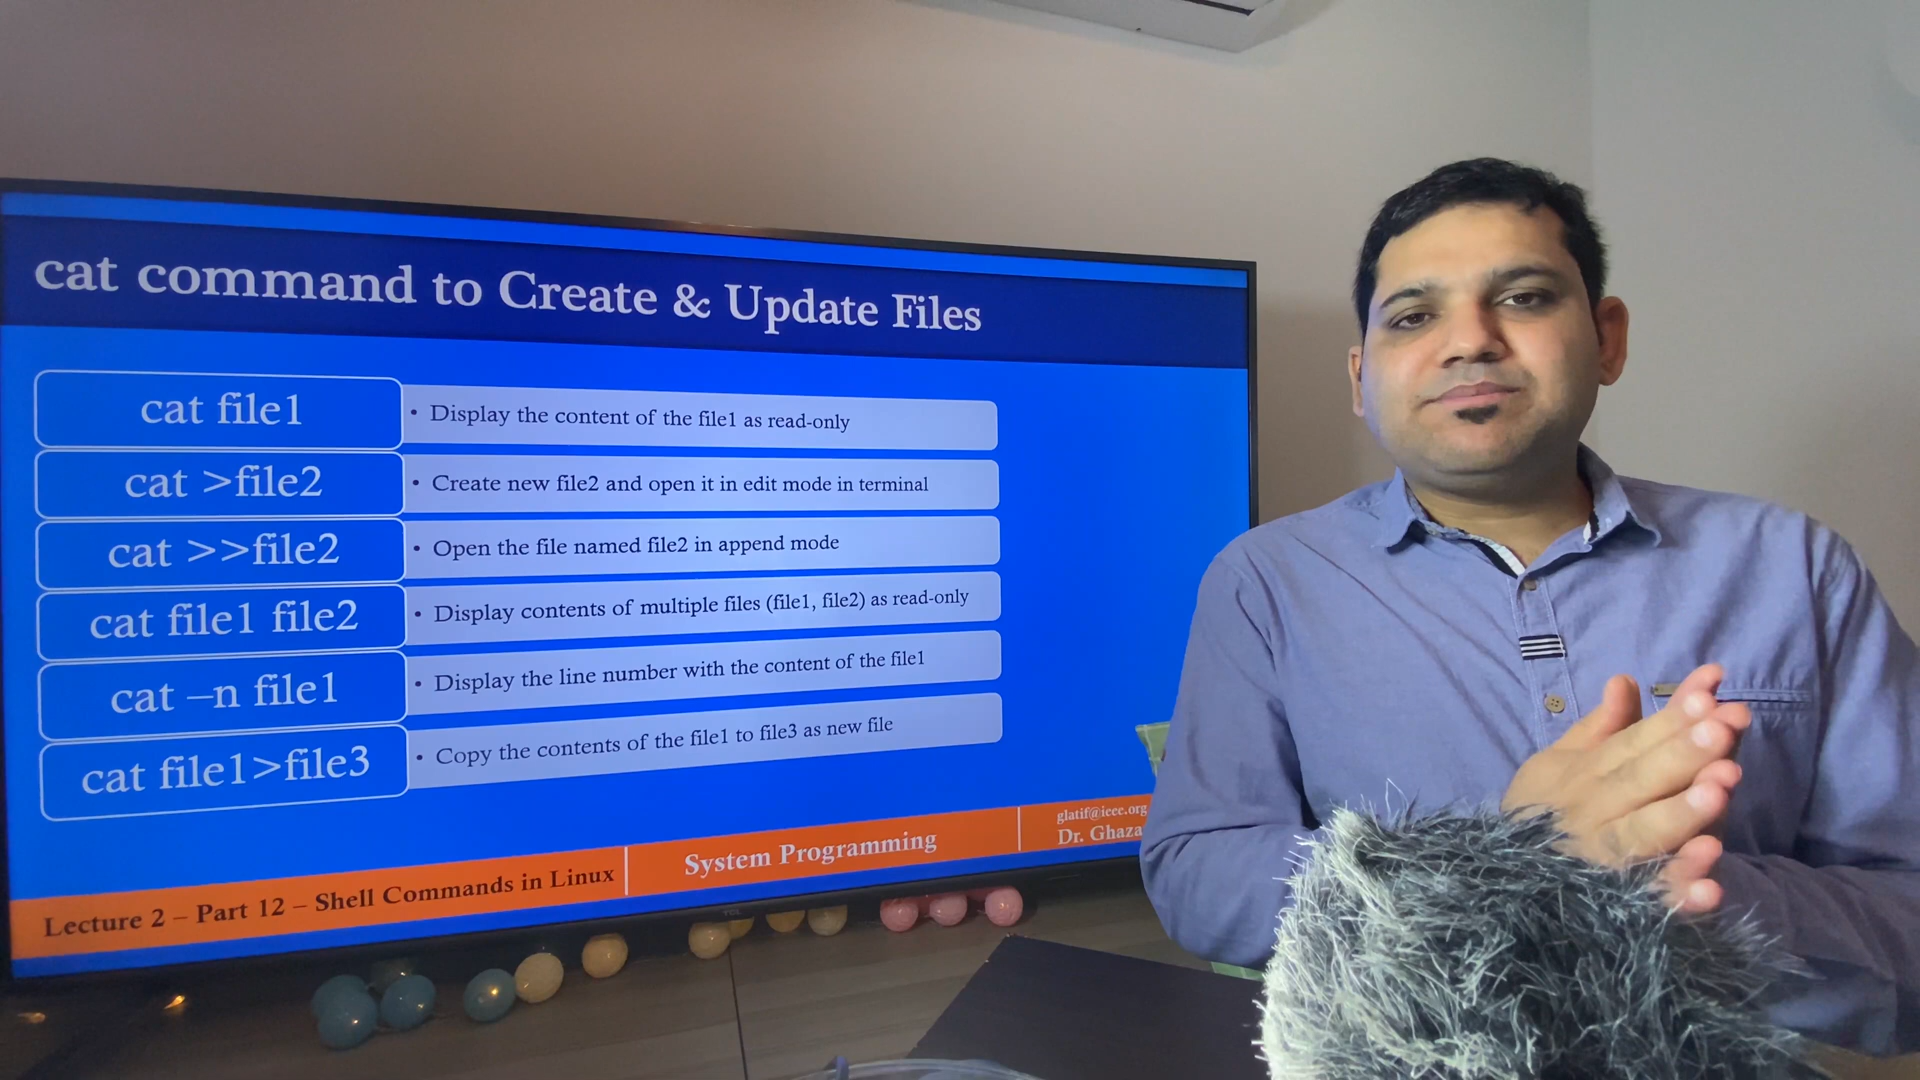 cat command to Create & Update Files
cat file1
• Display the content of the file1 as read-only
cat >file2
• Create new file2 and open it in edit mode in terminal
cat >>file2
• Open the file named file2 in append mode
cat file1 file2
• Display contents of multiple files (file1, file2) as read-only
cat –n file1
• Display the line number with the content of the file1
cat file1>file3
• Copy the contents of the file1 to file3 as new file
Lecture 2 – Part 12 – Shell Commands in Linux
System Programming
glatif@ieee.org
Dr. Ghaza
TCL